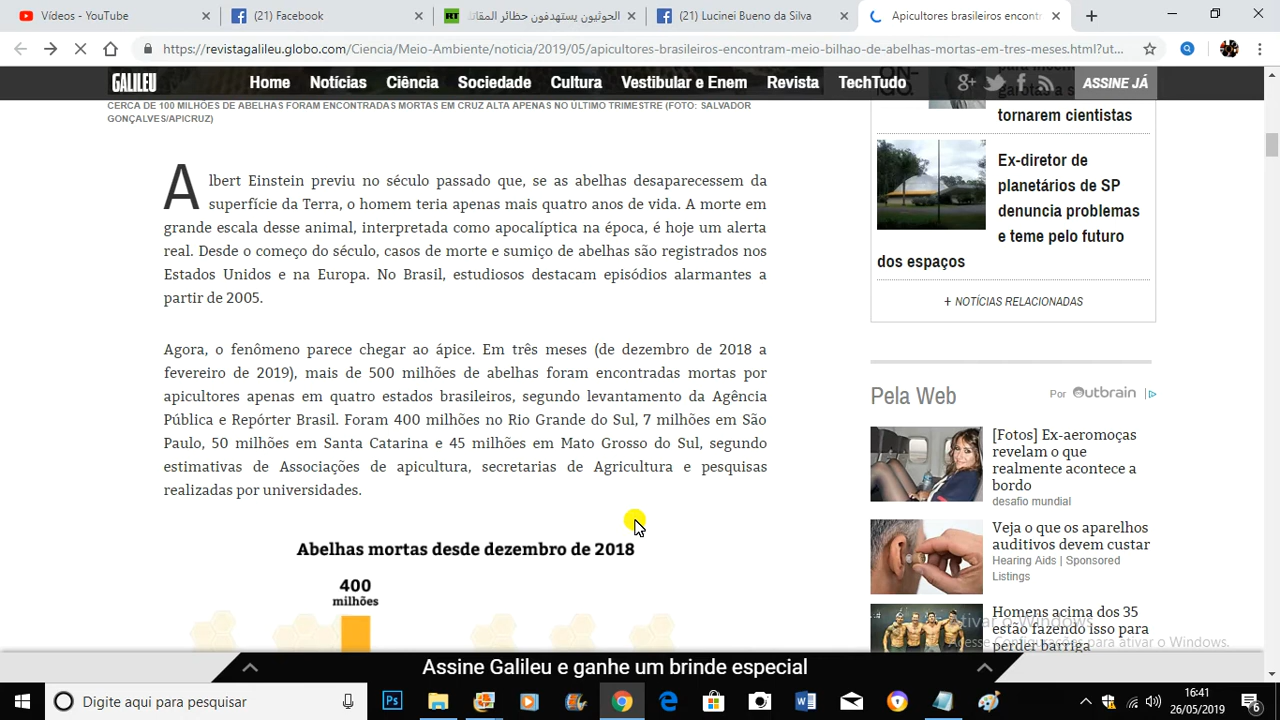 Vídeos - YouTube
(21) Facebook
الحوثيون يستهدفون حظائر المقاتلا
(21) Lucinei Bueno da Silva
Apicultores brasileiros encontr
https://revistagalileu.globo.com/Ciencia/Meio-Ambiente/noticia/2019/05/apicultores-brasileiros-encontram-meio-bilhao-de-abelhas-mortas-em-tres-meses.html?ut...
GALILEU Home Notícias Ciência Sociedade Cultura Vestibular e Enem Revista TechTudo ASSINE JÁ
CERCA DE 100 MILHÕES DE ABELHAS FORAM ENCONTRADAS MORTAS EM CRUZ ALTA APENAS NO ÚLTIMO TRIMESTRE (FOTO: SALVADOR
GONÇALVES/APICRUZ)
Albert Einstein previu no século passado que, se as abelhas desaparecessem da
superfície da Terra, o homem teria apenas mais quatro anos de vida. A morte em
grande escala desse animal, interpretada como apocalíptica na época, é hoje um alerta
real. Desde o começo do século, casos de morte e sumiço de abelhas são registrados nos
Estados Unidos e na Europa. No Brasil, estudiosos destacam episódios alarmantes a
partir de 2005.
Agora, o fenômeno parece chegar ao ápice. Em três meses (de dezembro de 2018 a
fevereiro de 2019), mais de 500 milhões de abelhas foram encontradas mortas por
apicultores apenas em quatro estados brasileiros, segundo levantamento da Agência
Pública e Repórter Brasil. Foram 400 milhões no Rio Grande do Sul, 7 milhões em São
Paulo, 50 milhões em Santa Catarina e 45 milhões em Mato Grosso do Sul, segundo
estimativas de Associações de apicultura, secretarias de Agricultura e pesquisas
realizadas por universidades.
Abelhas mortas desde dezembro de 2018
400
milhões
garotas a se
tornarem cientistas
Ex-diretor de
planetários de SP
denuncia problemas
e teme pelo futuro
dos espaços
+ NOTÍCIAS RELACIONADAS
Pela Web
Por Outbrain
[Fotos] Ex-aeromoças
revelam o que
realmente acontece a
bordo
desafio mundial
Veja o que os aparelhos
auditivos devem custar
Hearing Aids | Sponsored
Listings
Homens acima dos 35
estão fazendo isso para
perder barriga
Ativar o Windows
Acesse Configurações para ativar o Windows.
Assine Galileu e ganhe um brinde especial
Digite aqui para pesquisar
16:41
26/05/2019
6